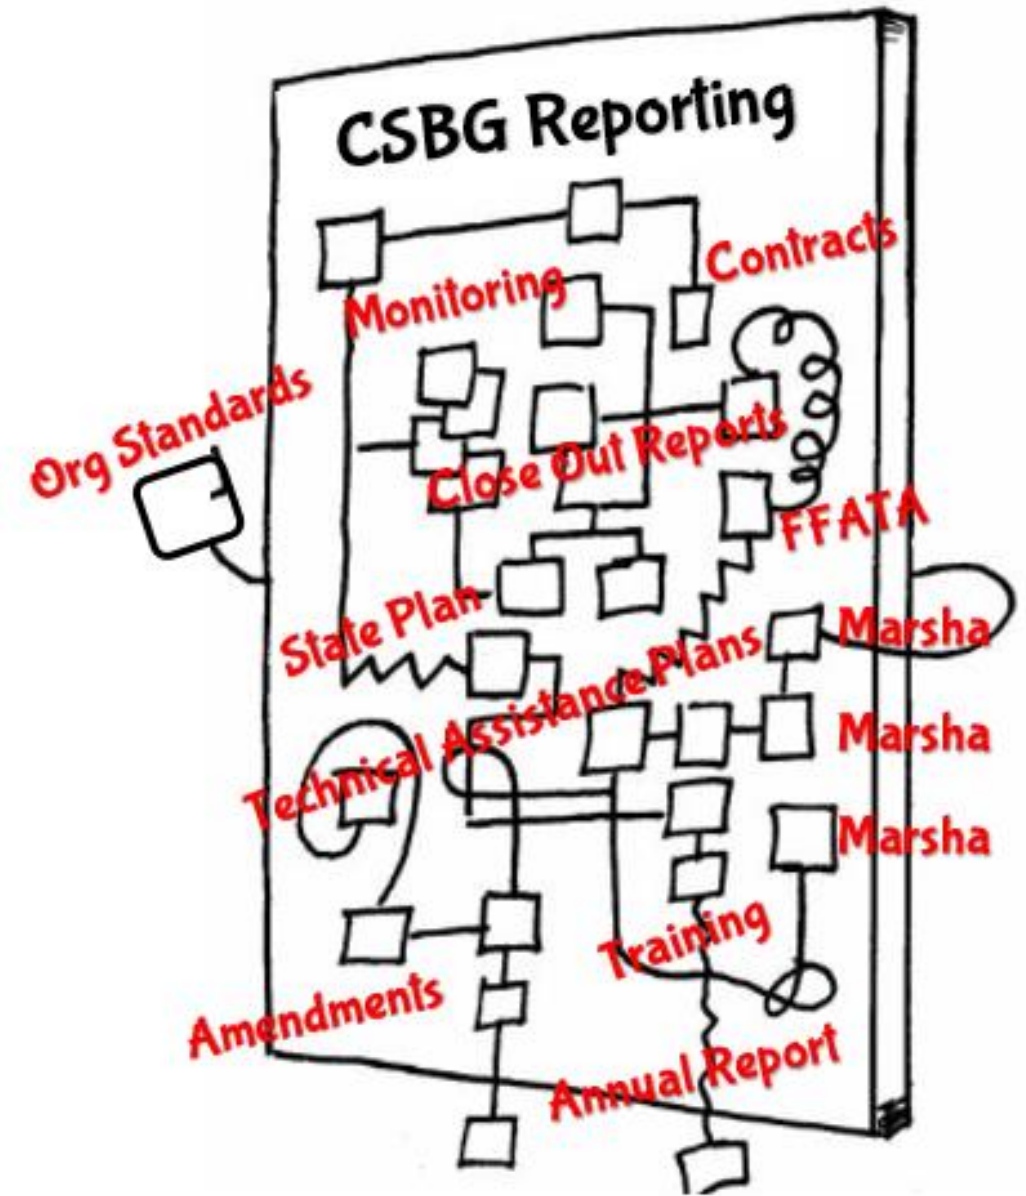 CSBG Reporting
Contracts
Monitoring
Org Standards
Close Out Reports
FFATA
State Plan
Marsha
Technical Assistance Plans
Marsha
Marsha
Training
Amendments
Annual Report